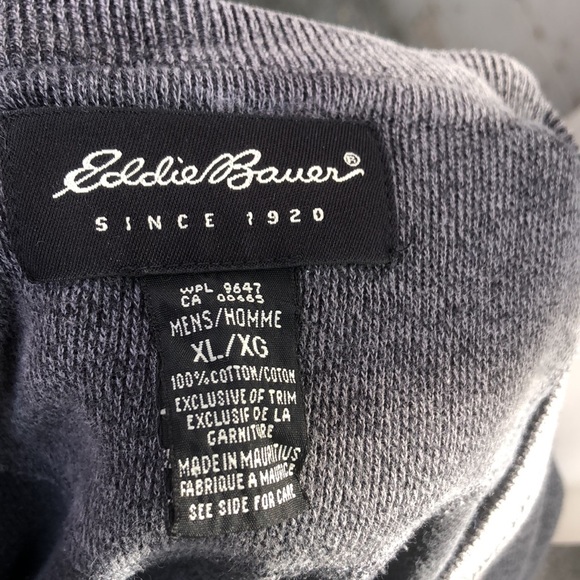 Eddie Bauer®
SINCE 1920
WPL 9647
CA 00465
MENS/HOMME
XL/XG
100% COTTON/COTON
EXCLUSIVE OF TRIM
EXCLUSIF DE LA
GARNITURE
MADE IN MAURITIUS
FABRIQUE A MAURICE
SEE SIDE FOR CARE